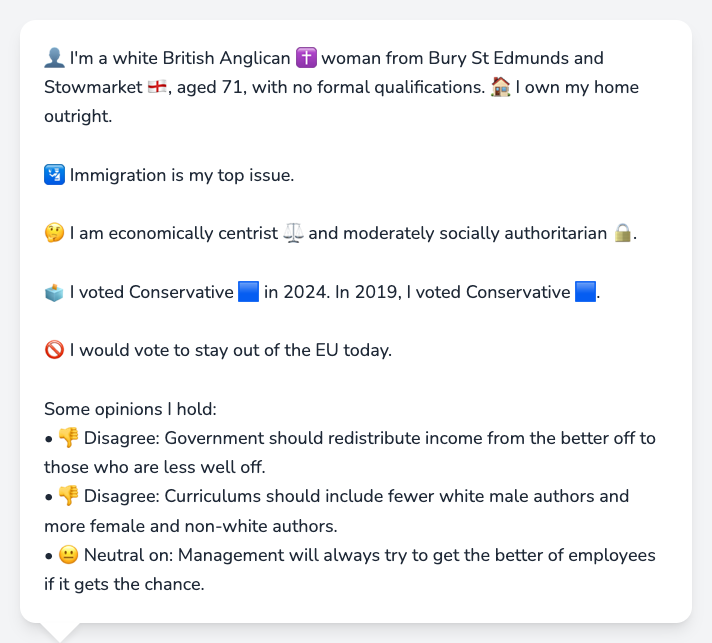 👤 I'm a white British Anglican ✝️ woman from Bury St Edmunds and
Stowmarket 🏴󠁧󠁢󠁥󠁮󠁧󠁿, aged 71, with no formal qualifications. 🏠 I own my home
outright.
🛂 Immigration is my top issue.
🤔 I am economically centrist ⚖️ and moderately socially authoritarian 🔒.
🗳️ I voted Conservative 🟦 in 2024. In 2019, I voted Conservative 🟦.
🚫 I would vote to stay out of the EU today.
Some opinions I hold:
• 👎 Disagree: Government should redistribute income from the better off to
those who are less well off.
• 👎 Disagree: Curriculums should include fewer white male authors and
more female and non-white authors.
• 😐 Neutral on: Management will always try to get the better of employees
if it gets the chance.